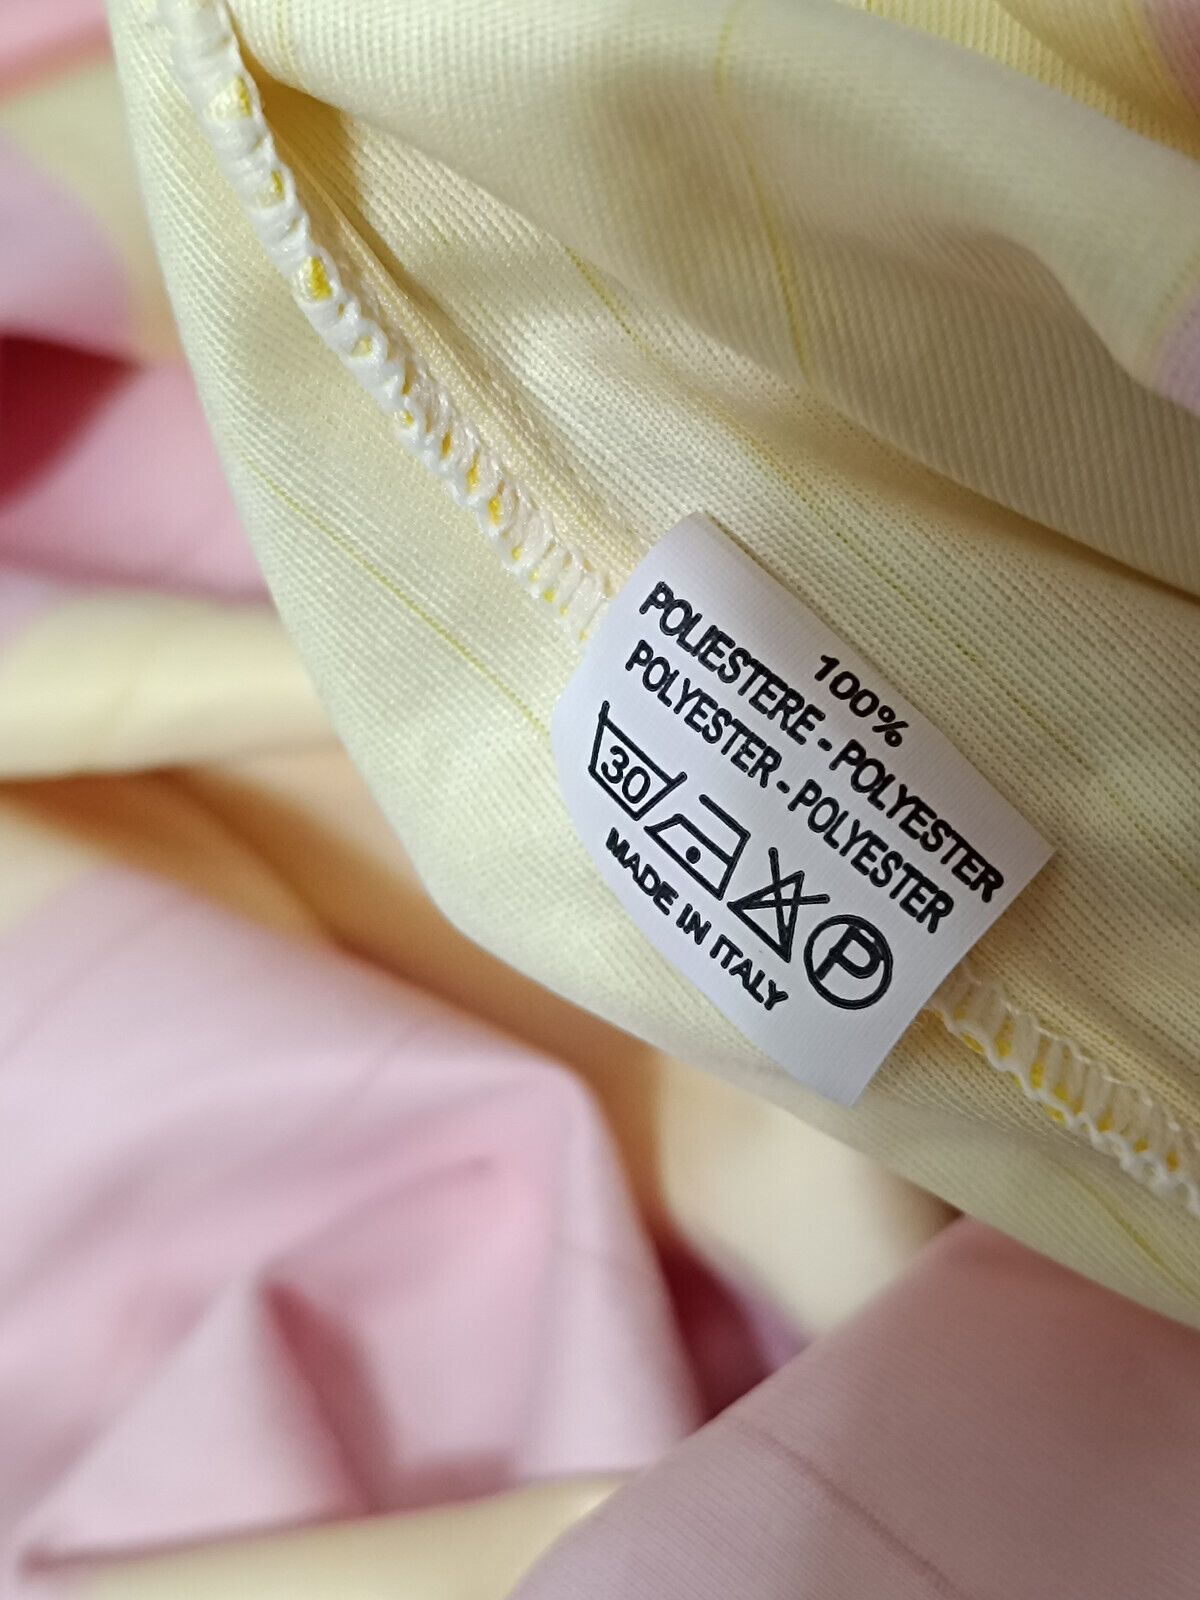 100%
POLIESTERE - POLYESTER
POLYESTER - POLYESTER
30 P
MADE IN ITALY